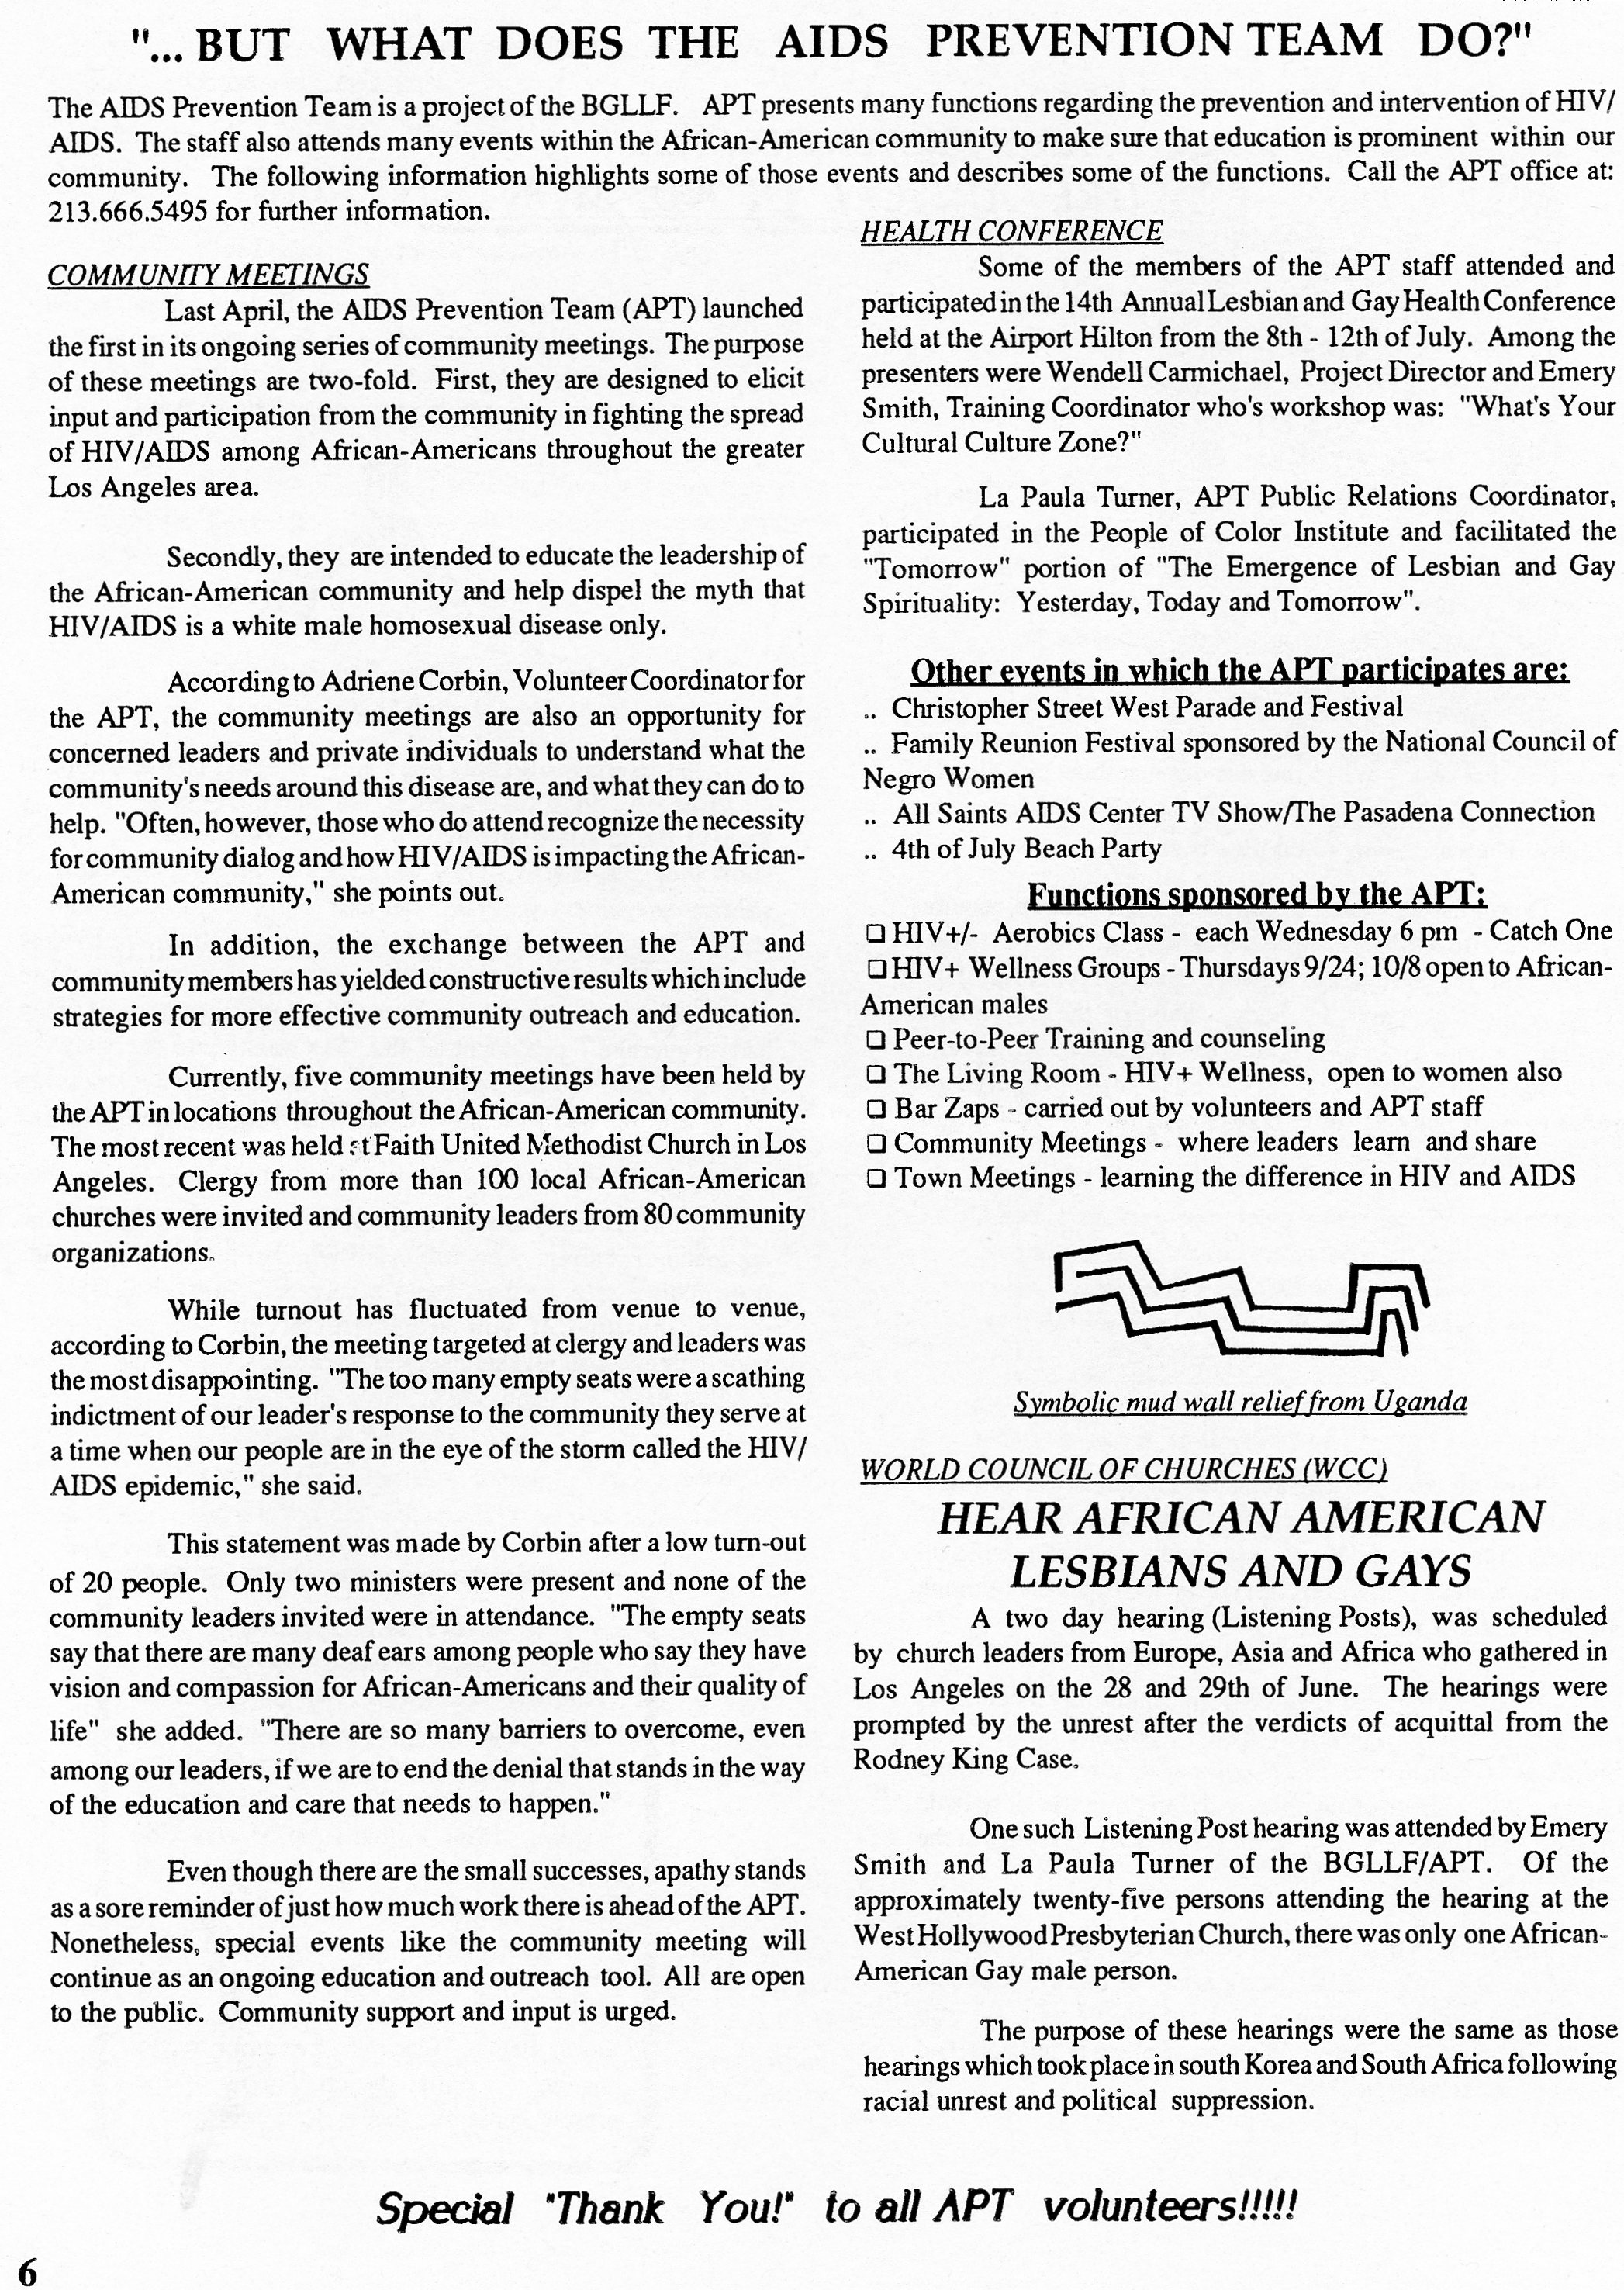 "... BUT WHAT DOES THE AIDS PREVENTION TEAM DO?"
The AIDS Prevention Team is a project of the BGLLF. APT presents many functions regarding the prevention and intervention of HIV/
AIDS. The staff also attends many events within the African-American community to make sure that education is prominent within our
community. The following information highlights some of those events and describes some of the functions. Call the APT office at:
213.666.5495 for further information.
COMMUNITY MEETINGS
Last April, the AIDS Prevention Team (APT) launched
the first in its ongoing series of community meetings. The purpose
of these meetings are two-fold. First, they are designed to elicit
input and participation from the community in fighting the spread
of HIV/AIDS among African-Americans throughout the greater
Los Angeles area.
Secondly, they are intended to educate the leadership of
the African-American community and help dispel the myth that
HIV/AIDS is a white male homosexual disease only.
According to Adriene Corbin, Volunteer Coordinator for
the APT, the community meetings are also an opportunity for
concerned leaders and private individuals to understand what the
community's needs around this disease are, and what they can do to
help. "Often, however, those who do attend recognize the necessity
for community dialog and how HIV/AIDS is impacting the African-
American community," she points out.
In addition, the exchange between the APT and
community members has yielded constructive results which include
strategies for more effective community outreach and education.
Currently, five community meetings have been held by
the APT in locations throughout the African-American community.
The most recent was held at Faith United Methodist Church in Los
Angeles. Clergy from more than 100 local African-American
churches were invited and community leaders from 80 community
organizations.
While turnout has fluctuated from venue to venue,
according to Corbin, the meeting targeted at clergy and leaders was
the most disappointing. "The too many empty seats were a scathing
indictment of our leader's response to the community they serve at
a time when our people are in the eye of the storm called the HIV/
AIDS epidemic," she said.
This statement was made by Corbin after a low turn-out
of 20 people. Only two ministers were present and none of the
community leaders invited were in attendance. "The empty seats
say that there are many deaf ears among people who say they have
vision and compassion for African-Americans and their quality of
life" she added. "There are so many barriers to overcome, even
among our leaders, if we are to end the denial that stands in the way
of the education and care that needs to happen."
Even though there are the small successes, apathy stands
as a sore reminder of just how much work there is ahead of the APT.
Nonetheless, special events like the community meeting will
continue as an ongoing education and outreach tool. All are open
to the public. Community support and input is urged.
HEALTH CONFERENCE
Some of the members of the APT staff attended and
participated in the 14th Annual Lesbian and Gay Health Conference
held at the Airport Hilton from the 8th - 12th of July. Among the
presenters were Wendell Carmichael, Project Director and Emery
Smith, Training Coordinator who's workshop was: "What's Your
Cultural Culture Zone?"
La Paula Turner, APT Public Relations Coordinator,
participated in the People of Color Institute and facilitated the
"Tomorrow" portion of "The Emergence of Lesbian and Gay
Spirituality: Yesterday, Today and Tomorrow".
Other events in which the APT participates are:
.. Christopher Street West Parade and Festival
.. Family Reunion Festival sponsored by the National Council of
Negro Women
.. All Saints AIDS Center TV Show/The Pasadena Connection
.. 4th of July Beach Party
Functions sponsored by the APT:
❑ HIV+/- Aerobics Class - each Wednesday 6 pm - Catch One
❑ HIV+ Wellness Groups - Thursdays 9/24; 10/8 open to African-
American males
❑ Peer-to-Peer Training and counseling
❑ The Living Room - HIV+ Wellness, open to women also
❑ Bar Zaps - carried out by volunteers and APT staff
❑ Community Meetings - where leaders learn and share
❑ Town Meetings - learning the difference in HIV and AIDS
Symbolic mud wall relief from Uganda
WORLD COUNCIL OF CHURCHES (WCC)
HEAR AFRICAN AMERICAN
LESBIANS AND GAYS
A two day hearing (Listening Posts), was scheduled
by church leaders from Europe, Asia and Africa who gathered in
Los Angeles on the 28 and 29th of June. The hearings were
prompted by the unrest after the verdicts of acquittal from the
Rodney King Case.
One such Listening Post hearing was attended by Emery
Smith and La Paula Turner of the BGLLF/APT. Of the
approximately twenty-five persons attending the hearing at the
West Hollywood Presbyterian Church, there was only one African-
American Gay male person.
The purpose of these hearings were the same as those
hearings which took place in south Korea and South Africa following
racial unrest and political suppression.
Special "Thank You!" to all APT volunteers!!!!!
6